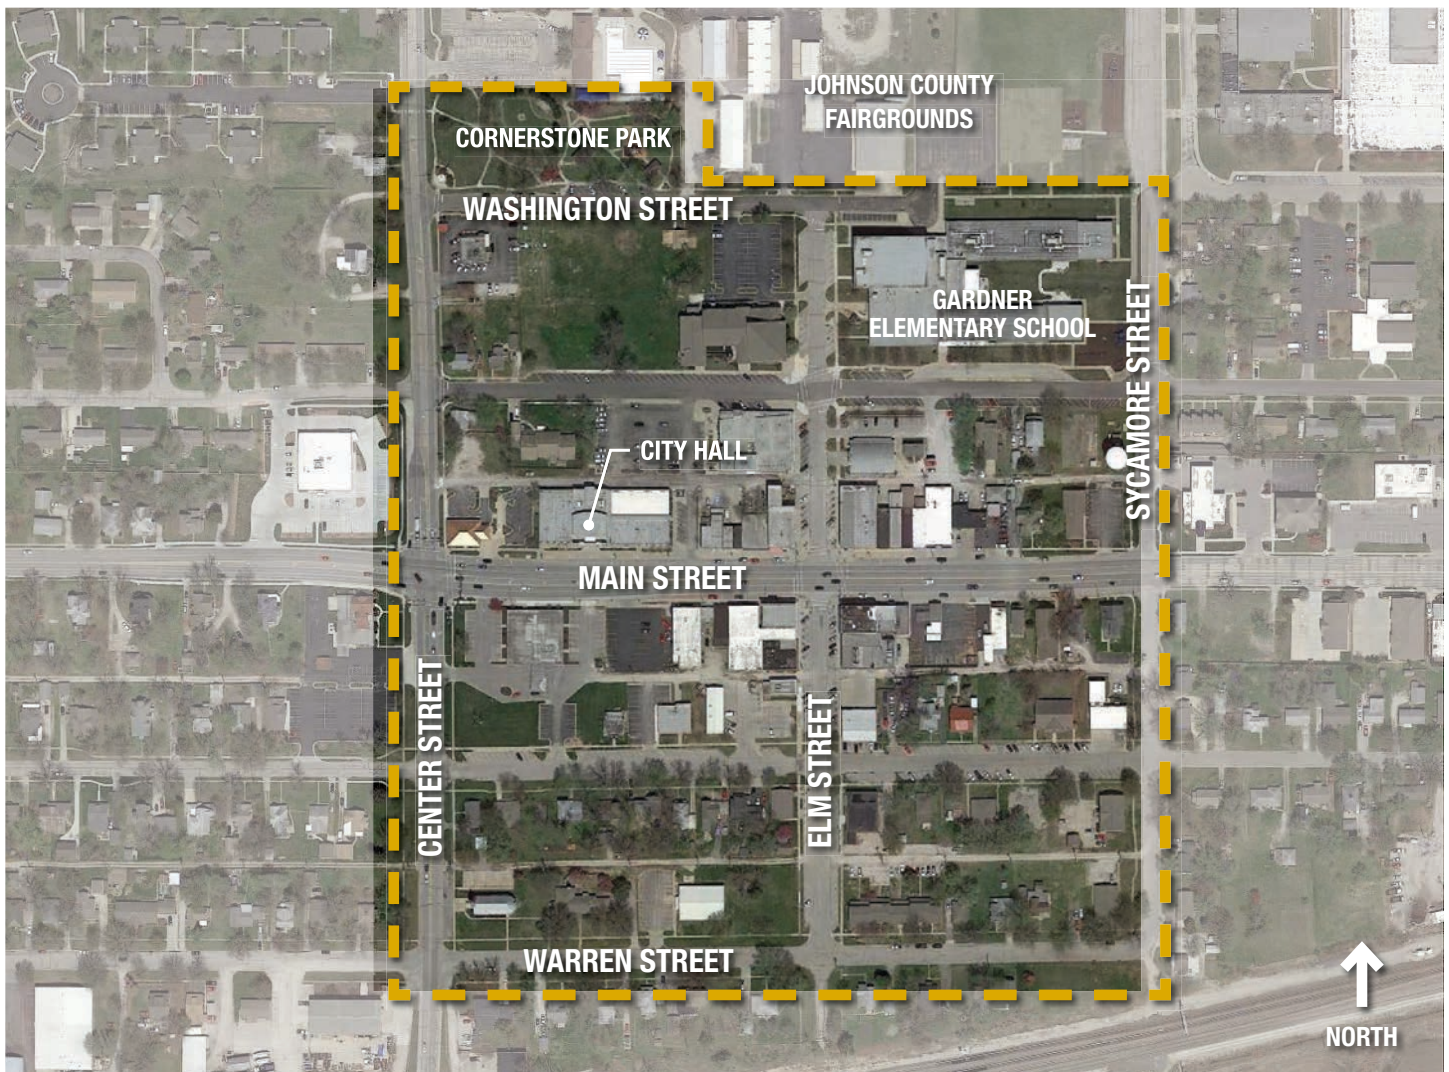 JOHNSON COUNTY
FAIRGROUNDS
CORNERSTONE PARK
WASHINGTON STREET
GARDNER
ELEMENTARY SCHOOL
SYCAMORE STREET
CITY HALL
MAIN STREET
CENTER STREET
ELM STREET
WARREN STREET
NORTH